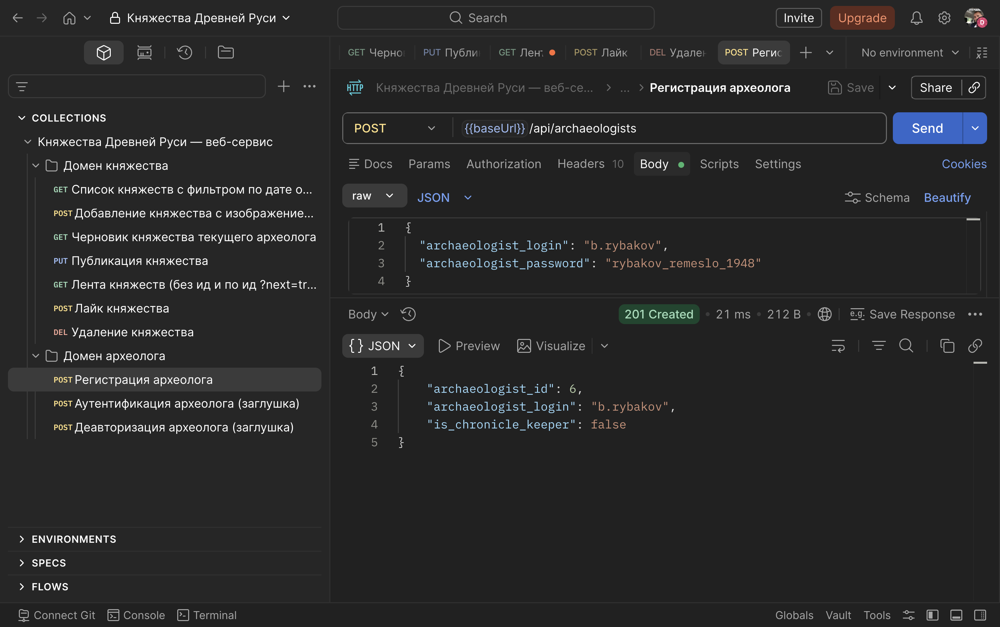 Княжества Древней Руси
Search
Invite
Upgrade
D
GET Черно
PUT Публи
GET Лен
POST Лайк
DEL Удале
POST Регис
No environment
HTTP
Княжества Древней Руси — веб-се... > ... > Регистрация археолога
Save
Share
COLLECTIONS
Княжества Древней Руси — веб-сервис
Домен княжества
GET Список княжеств с фильтром по дате о...
POST Добавление княжества с изображение...
GET Черновик княжества текущего археолога
PUT Публикация княжества
GET Лента княжеств (без ид и по ид ?next=tr...
POST Лайк княжества
DEL Удаление княжества
Домен археолога
POST Регистрация археолога
POST Аутентификация археолога (заглушка)
POST Деавторизация археолога (заглушка)
ENVIRONMENTS
SPECS
FLOWS
POST
{{baseUrl}}/api/archaeologists
Send
Docs Params Authorization Headers 10 Body Scripts Settings
Cookies
raw
JSON
Schema
Beautify
1 {
2 "archaeologist_login": "b.rybakov",
3 "archaeologist_password": "rybakov_remeslo_1948"
4 }
Body
201 Created • 21 ms • 212 B
e.g. Save Response
{} JSON
Preview
Visualize
1 {
2 "archaeologist_id": 6,
3 "archaeologist_login": "b.rybakov",
4 "is_chronicle_keeper": false
5 }
Connect Git
Console
Terminal
Globals
Vault
Tools